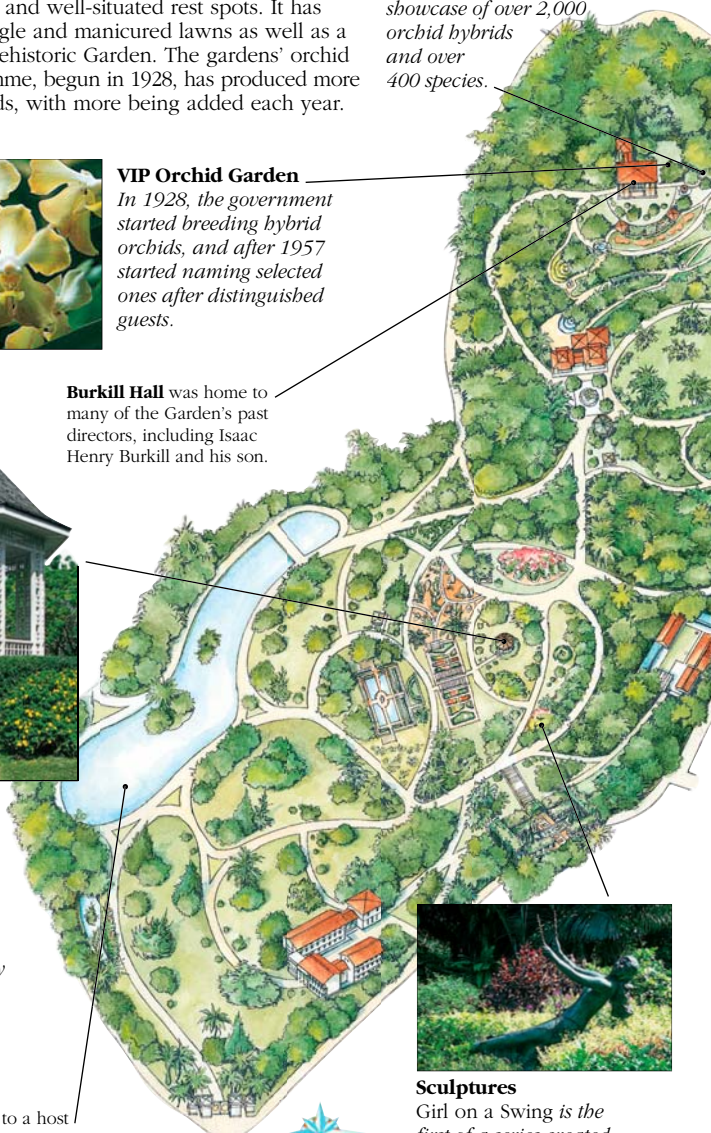 and well-situated rest spots. It has
gle and manicured lawns as well as a
ehistoric Garden. The gardens’ orchid
me, begun in 1928, has produced more
ds, with more being added each year.
showcase of over 2,000
orchid hybrids
and over
400 species.
VIP Orchid Garden
In 1928, the government
started breeding hybrid
orchids, and after 1957
started naming selected
ones after distinguished
guests.
Burkill Hall was home to
many of the Garden’s past
directors, including Isaac
Henry Burkill and his son.
y
to a host
Sculptures
Girl on a Swing is the
first of a series created